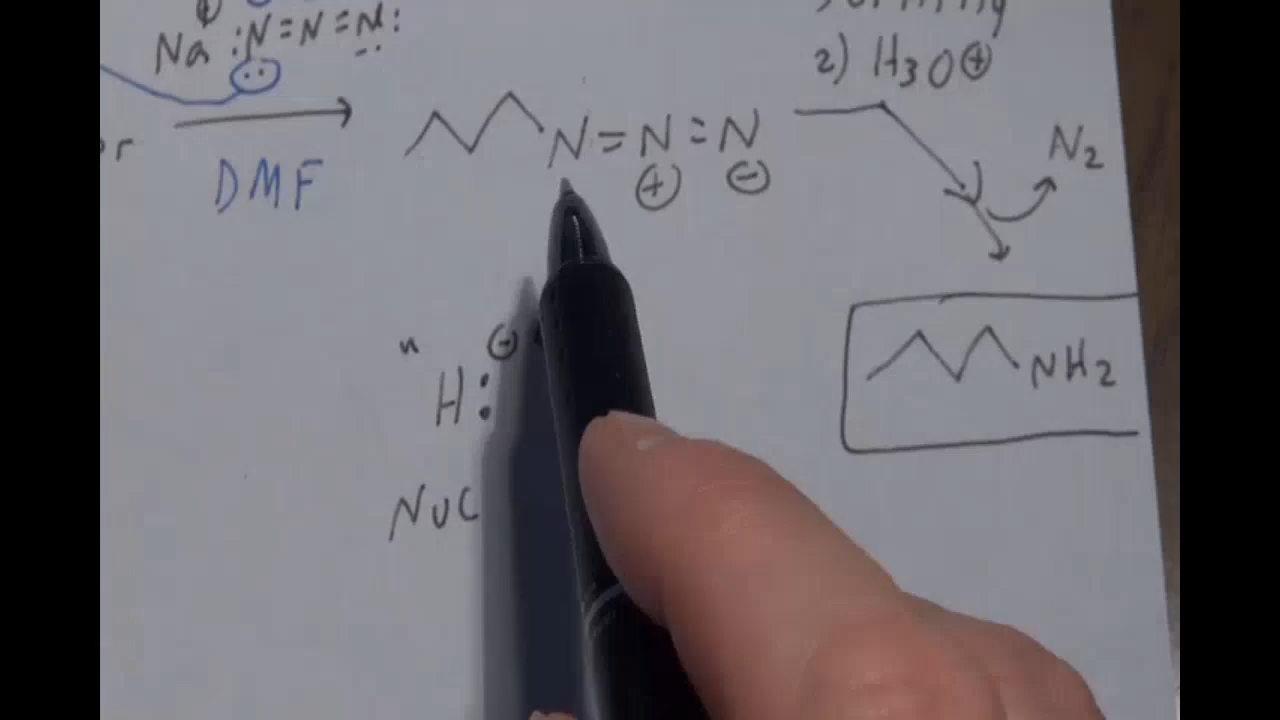 Na :N=N=N:
2) H3O⊕
DMF
N=N=N
⊕ ⊖
N2
⊖
H:
NH2
NUC